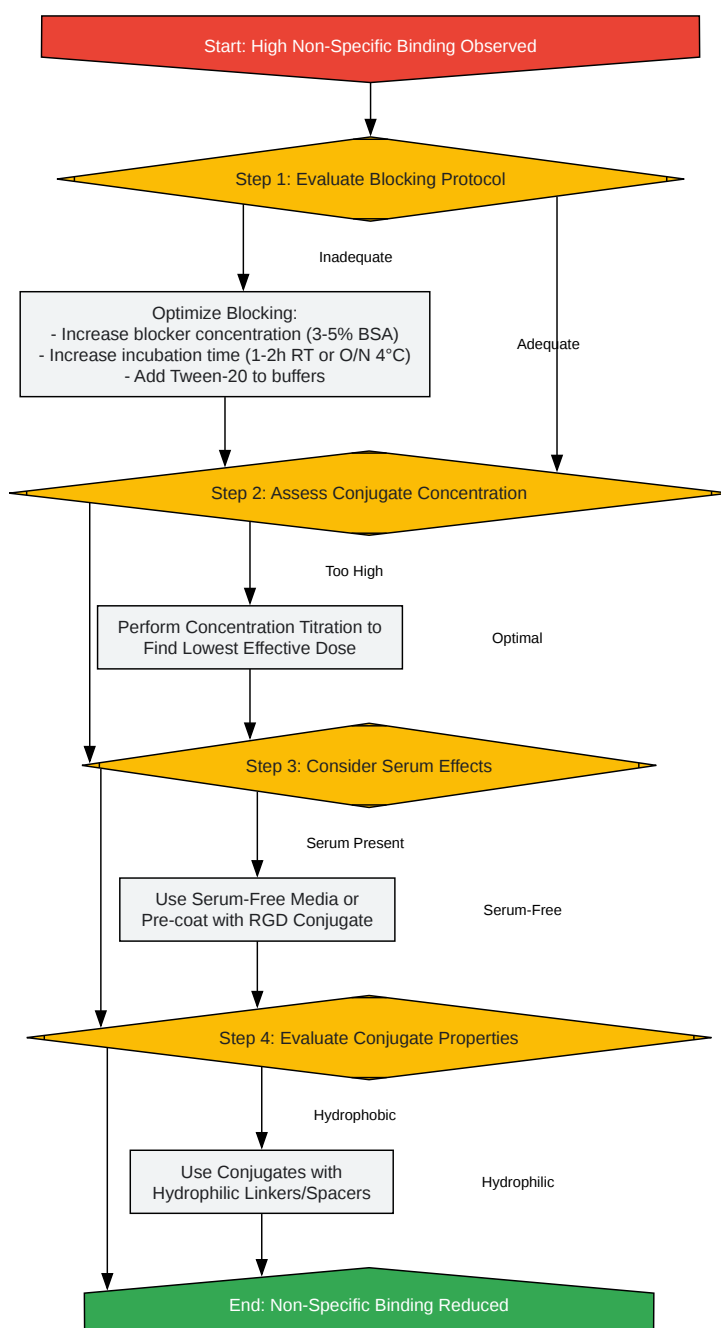 Start: High Non-Specific Binding Observed
Step 1: Evaluate Blocking Protocol
Inadequate
Optimize Blocking:
- Increase blocker concentration (3-5% BSA)
- Increase incubation time (1-2h RT or O/N 4°C)
- Add Tween-20 to buffers
Adequate
Step 2: Assess Conjugate Concentration
Too High
Perform Concentration Titration to
Find Lowest Effective Dose
Optimal
Step 3: Consider Serum Effects
Serum Present
Use Serum-Free Media or
Pre-coat with RGD Conjugate
Serum-Free
Step 4: Evaluate Conjugate Properties
Hydrophobic
Use Conjugates with
Hydrophilic Linkers/Spacers
Hydrophilic
End: Non-Specific Binding Reduced